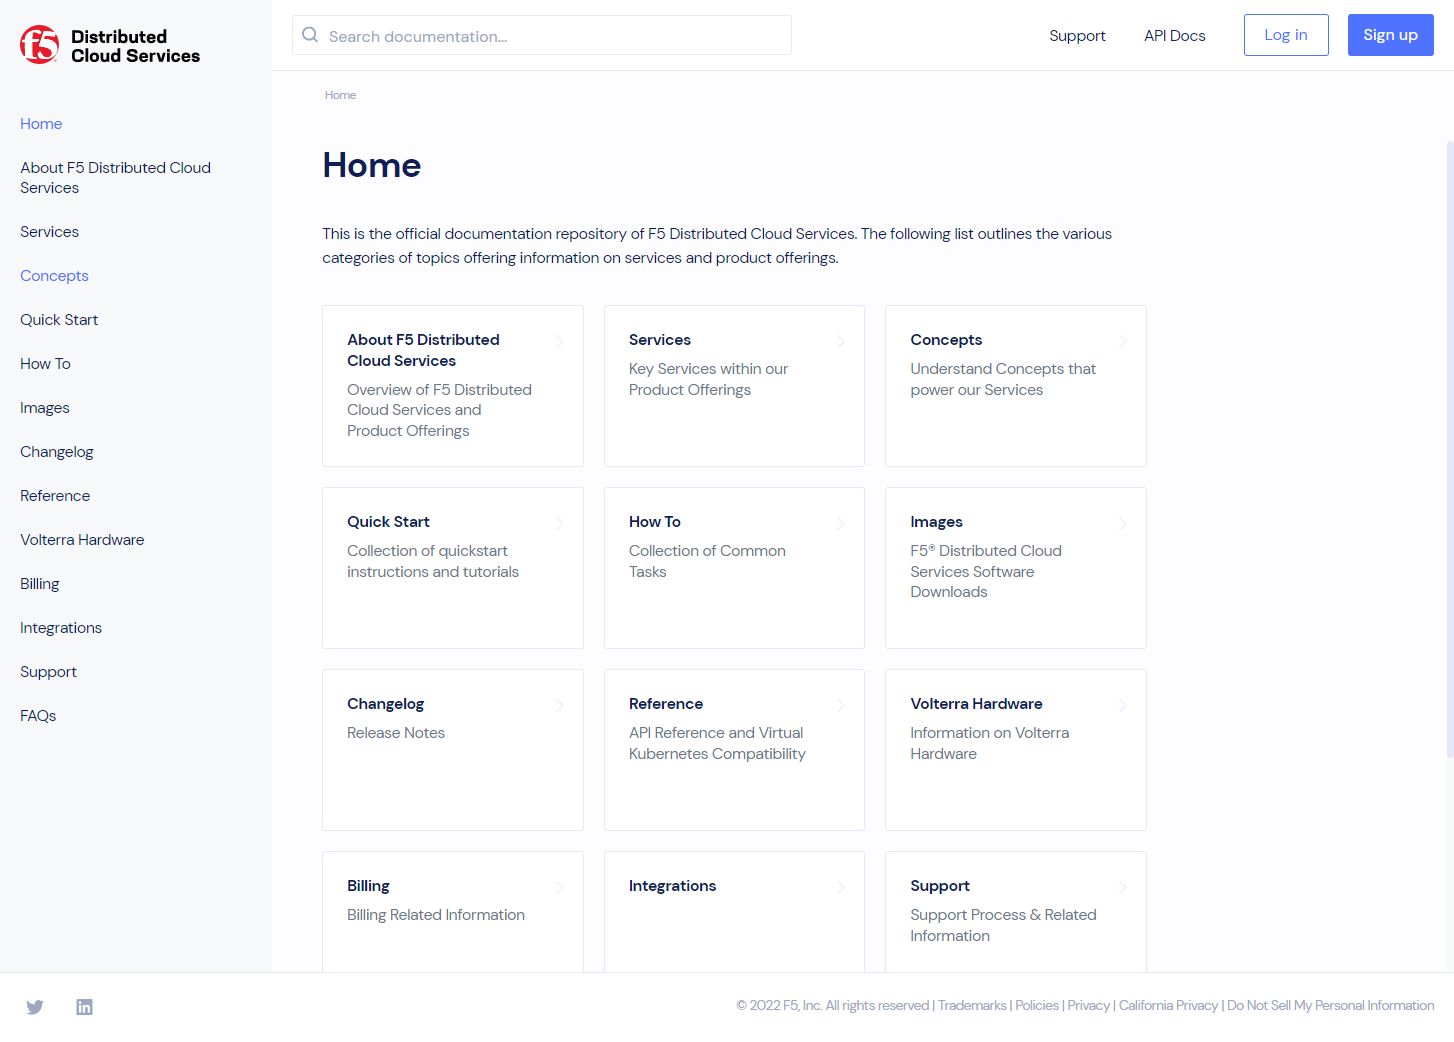 f5 Distributed
Cloud Services
Search documentation...
Support
API Docs
Log in
Sign up
Home
About F5 Distributed Cloud
Services
Services
Concepts
Quick Start
How To
Images
Changelog
Reference
Volterra Hardware
Billing
Integrations
Support
FAQs
Home
Home
This is the official documentation repository of F5 Distributed Cloud Services. The following list outlines the various
categories of topics offering information on services and product offerings.
About F5 Distributed
Cloud Services
Overview of F5 Distributed
Cloud Services and
Product Offerings
Services
Key Services within our
Product Offerings
Concepts
Understand Concepts that
power our Services
Quick Start
Collection of quickstart
instructions and tutorials
How To
Collection of Common
Tasks
Images
F5® Distributed Cloud
Services Software
Downloads
Changelog
Release Notes
Reference
API Reference and Virtual
Kubernetes Compatibility
Volterra Hardware
Information on Volterra
Hardware
Billing
Billing Related Information
Integrations
Support
Support Process & Related
Information
© 2022 F5, Inc. All rights reserved | Trademarks | Policies | Privacy | California Privacy | Do Not Sell My Personal Information